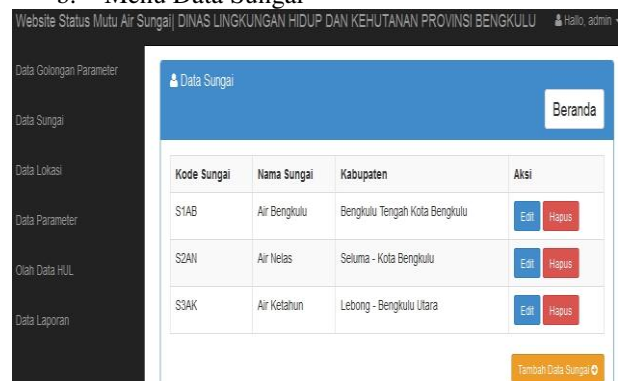 b. Menu Data Sungai
Website Status Mutu Air Sungai| DINAS LINGKUNGAN HIDUP DAN KEHUTANAN PROVINSI BENGKULU Hallo, admin
Data Golongan Parameter
Data Sungai
Data Lokasi
Data Parameter
Olah Data HUL
Data Laporan
Data Sungai
Beranda
Kode Sungai Nama Sungai Kabupaten Aksi
S1AB Air Bengkulu Bengkulu Tengah Kota Bengkulu Edit Hapus
S2AN Air Nelas Seluma - Kota Bengkulu Edit Hapus
S3AK Air Ketahun Lebong - Bengkulu Utara Edit Hapus
Tambah Data Sungai